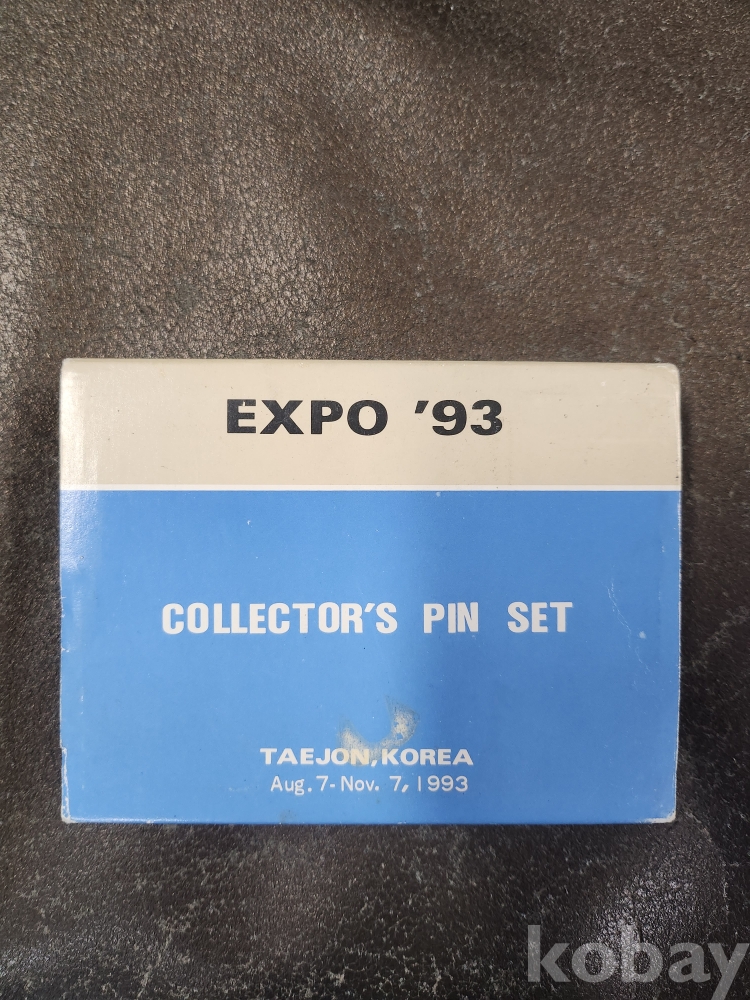 EXPO '93
COLLECTOR'S PIN SET
TAEJON, KOREA
Aug. 7 - Nov. 7, 1993
kobay